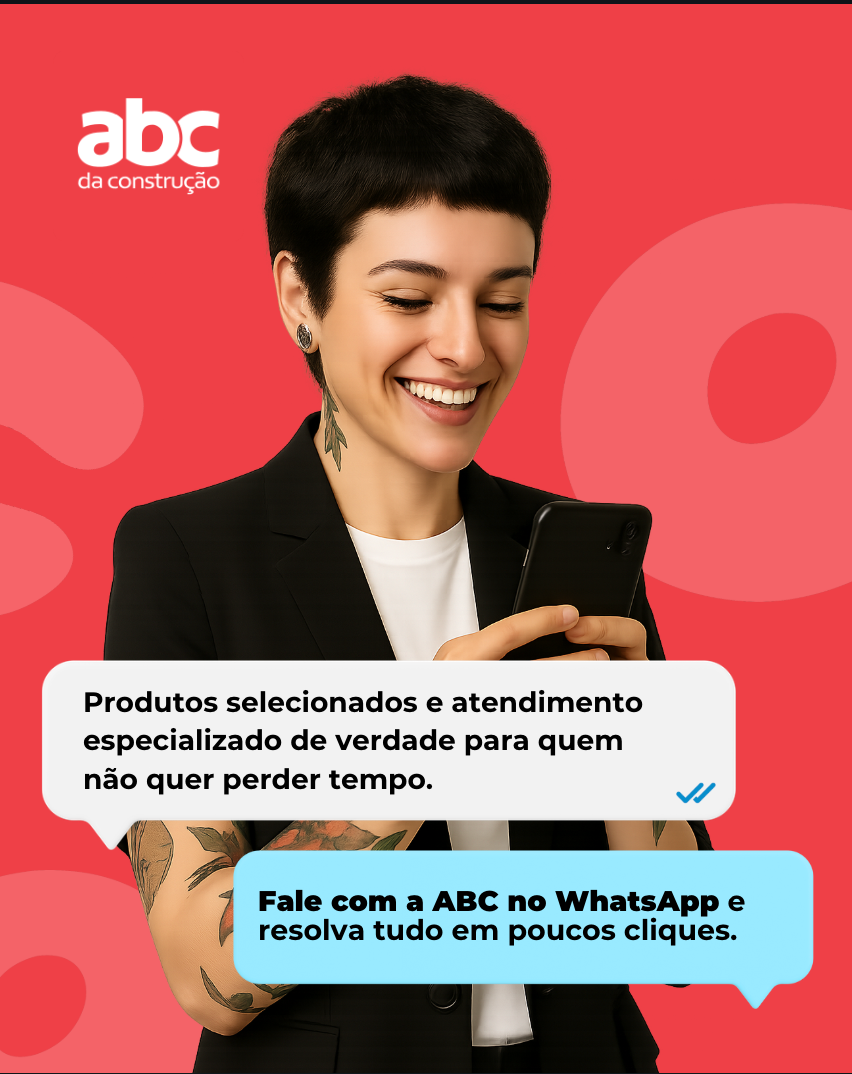 abc
da construção
Produtos selecionados e atendimento
especializado de verdade para quem
não quer perder tempo.
Fale com a ABC no WhatsApp e
resolva tudo em poucos cliques.